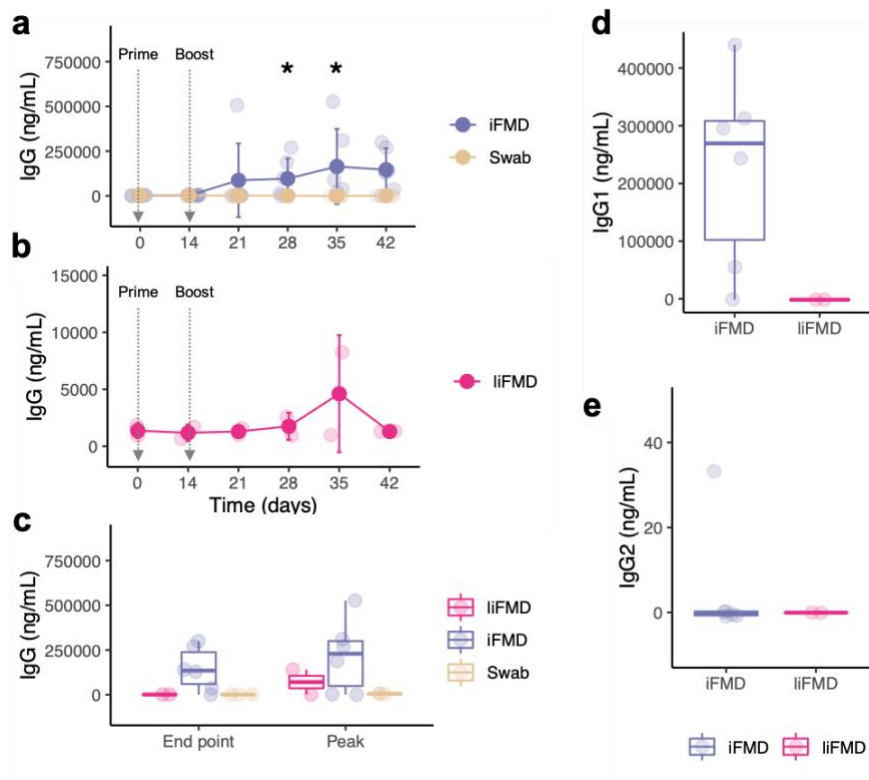 a
Prime
Boost
*
*
IgG (ng/mL)
750000
500000
250000
0
0
14
21
28
35
42
iFMD
Swab
b
Prime
Boost
IgG (ng/mL)
15000
10000
5000
0
0
14
21
28
35
42
Time (days)
liFMD
c
IgG (ng/mL)
750000
500000
250000
0
End point
Peak
liFMD
iFMD
Swab
d
IgG1 (ng/mL)
400000
300000
200000
100000
0
iFMD
liFMD
e
IgG2 (ng/mL)
40
20
0
iFMD
liFMD
iFMD
liFMD